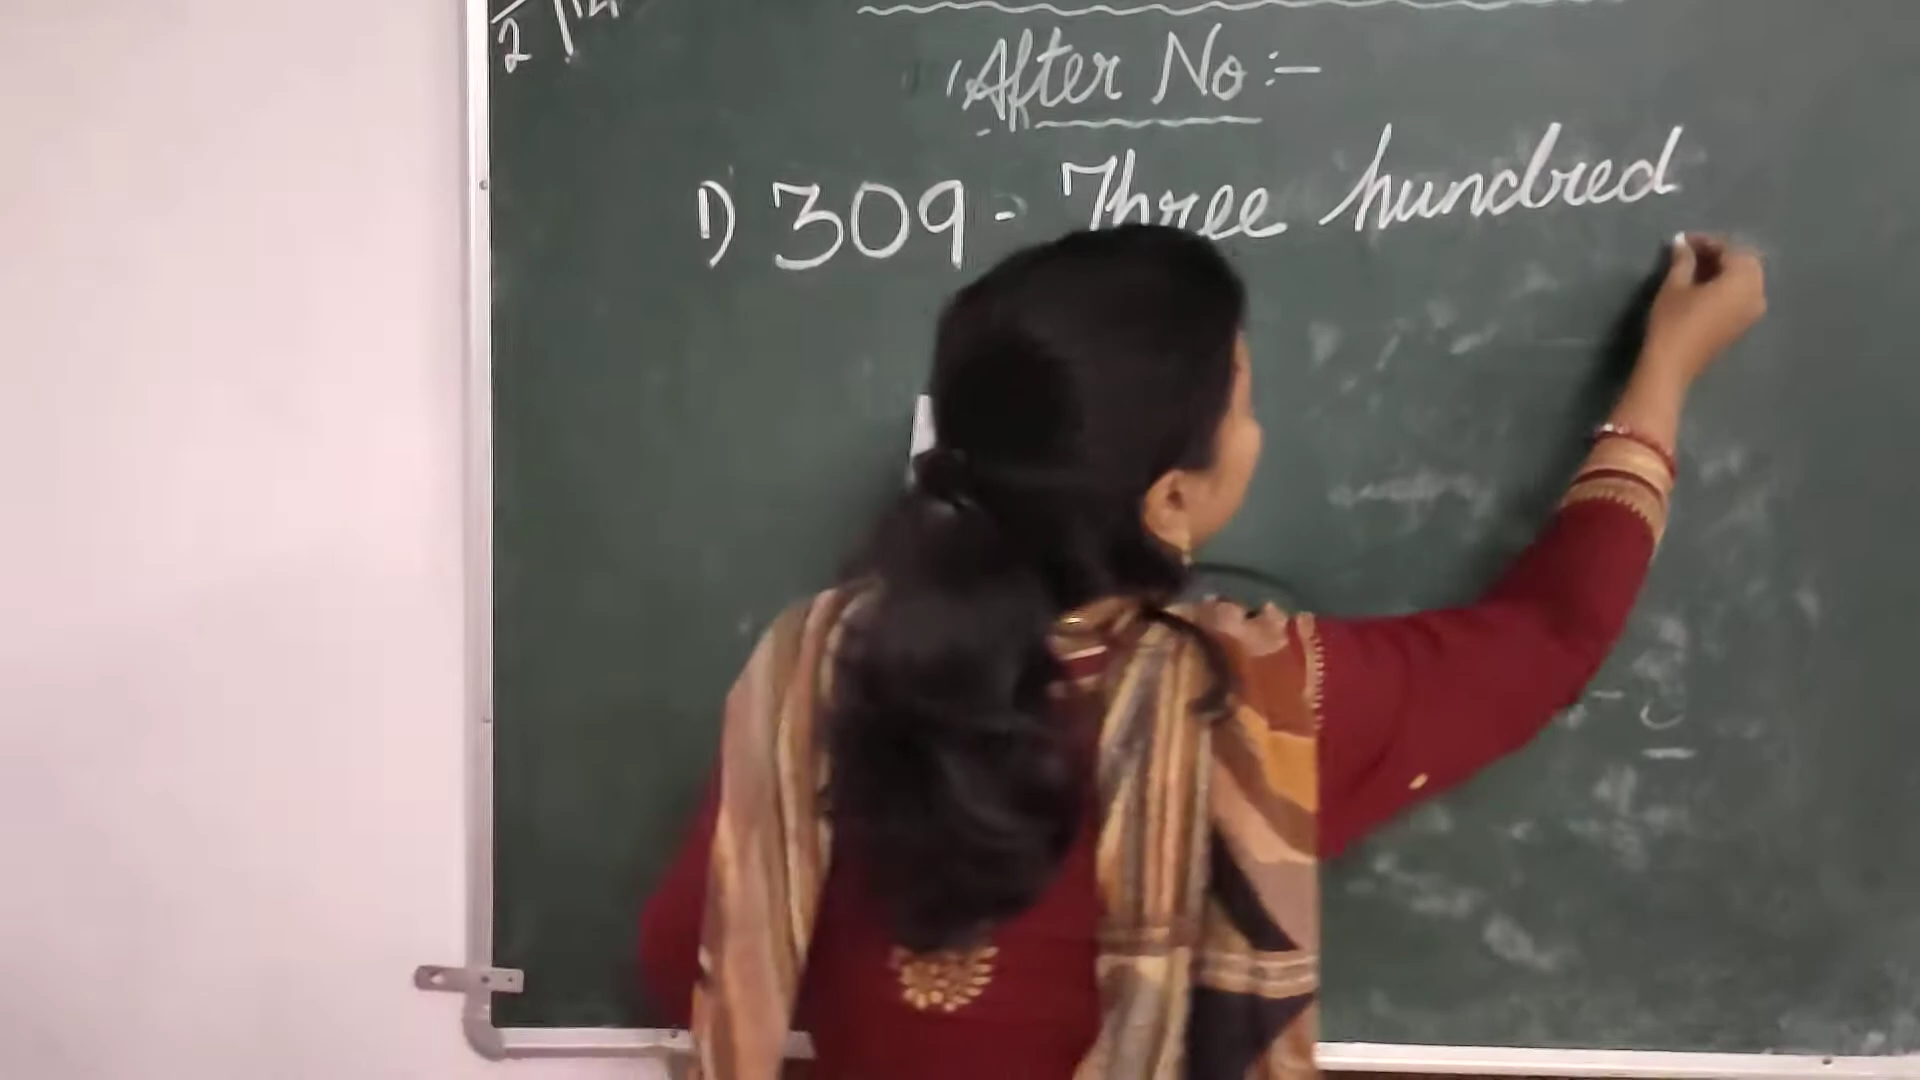 After No:-
1) 309 - Three hundred